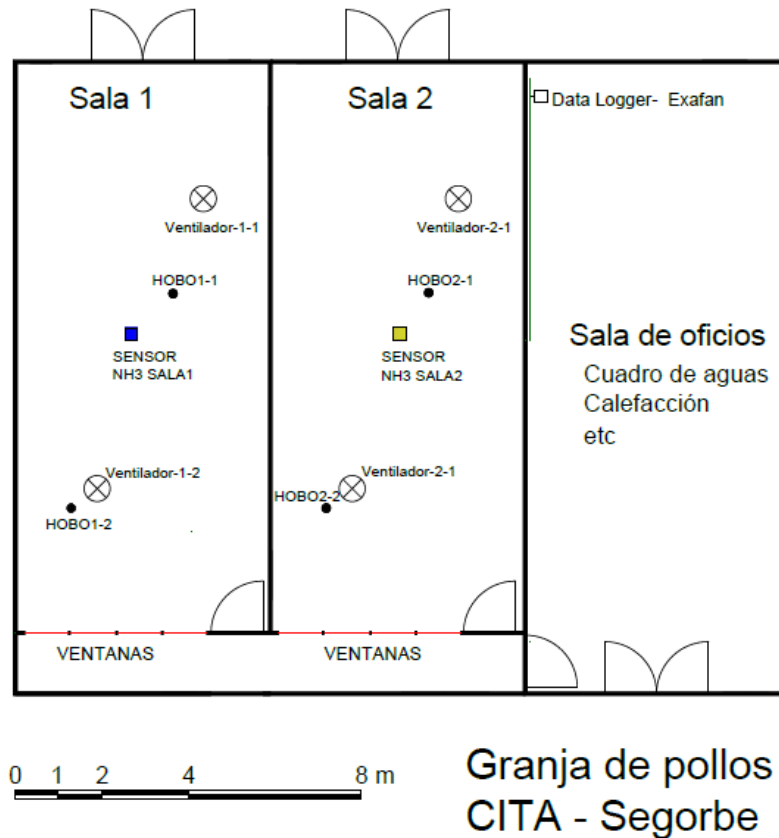 Sala 1
Sala 2
Data Logger- Exafan
Ventilador-1-1
Ventilador-2-1
HOBO1-1
HOBO2-1
SENSOR
NH3 SALA1
SENSOR
NH3 SALA2
Sala de oficios
Cuadro de aguas
Calefacción
etc
Ventilador-1-2
Ventilador-2-1
HOBO1-2
HOBO2-2
VENTANAS
VENTANAS
0 1 2 4 8 m
Granja de pollos
CITA - Segorbe